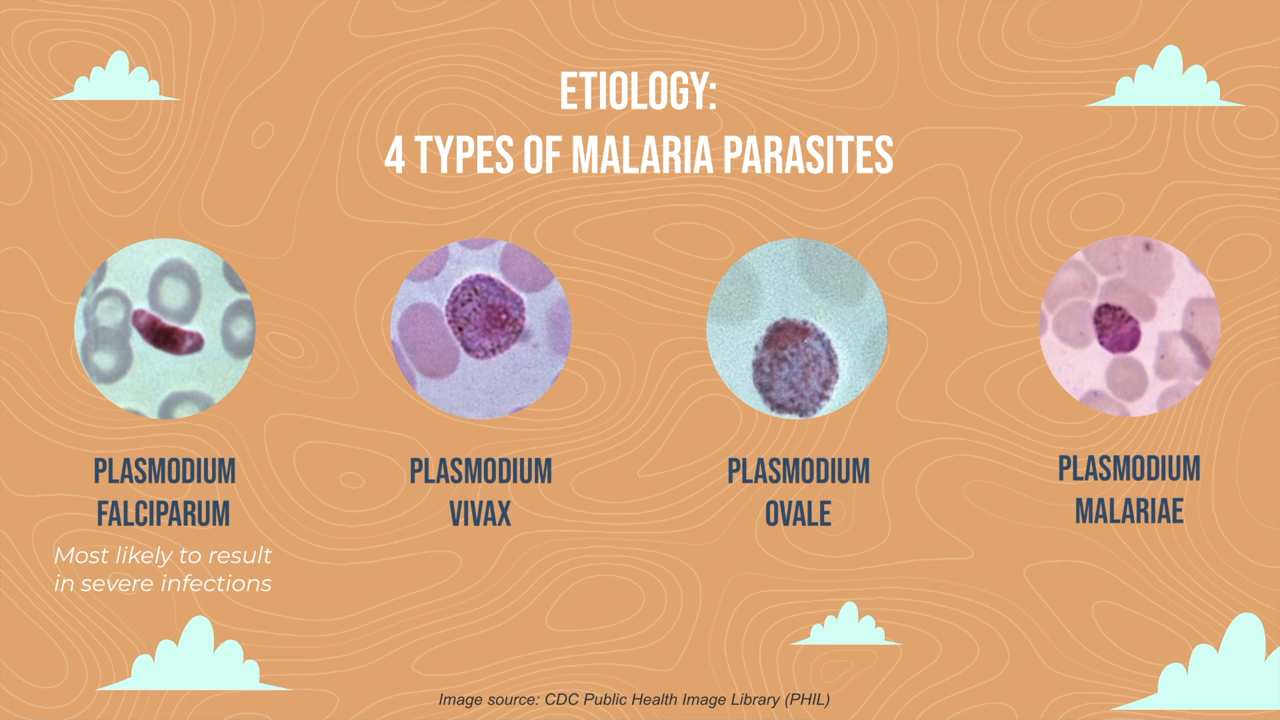 ETIOLOGY:
4 TYPES OF MALARIA PARASITES
PLASMODIUM
FALCIPARUM
Most likely to result
in severe infections
PLASMODIUM
VIVAX
PLASMODIUM
OVALE
PLASMODIUM
MALARIAE
Image source: CDC Public Health Image Library (PHIL)